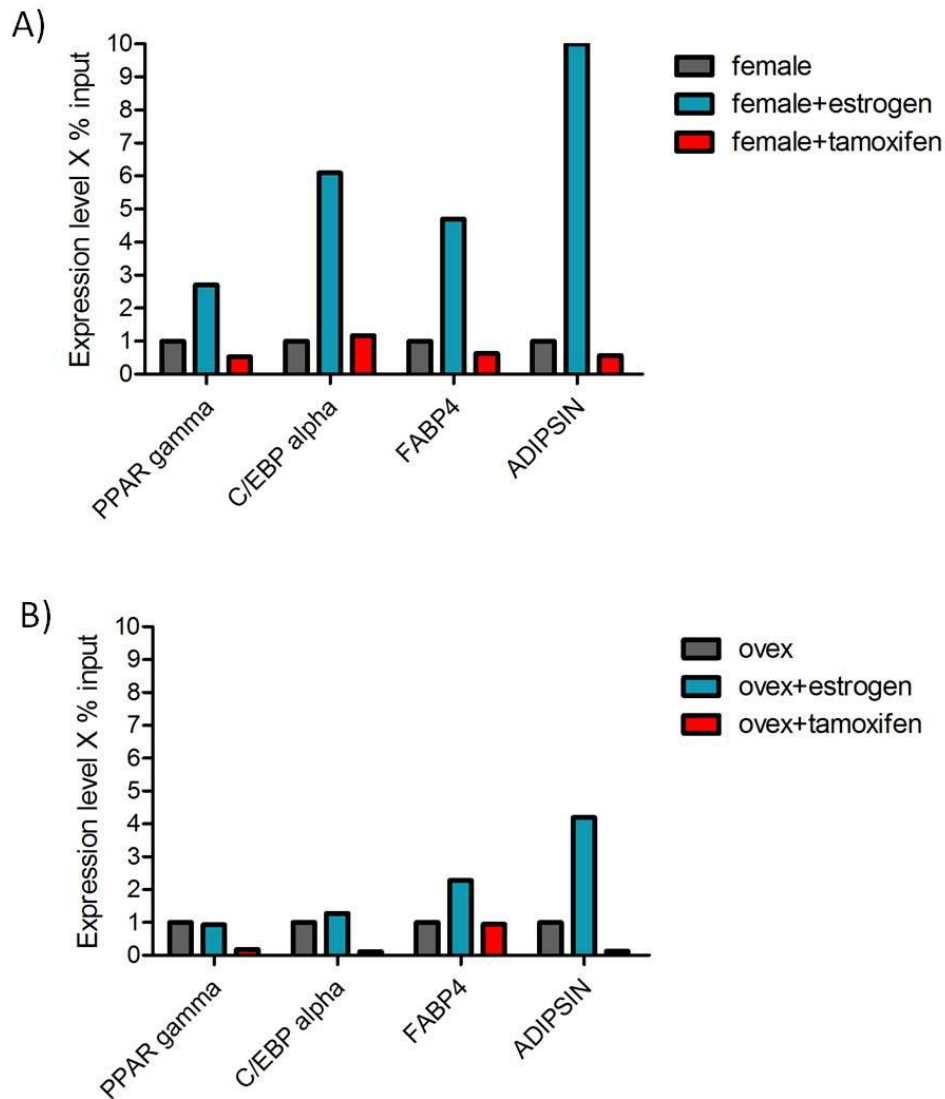 A)
Expression level X % input
10
9
8
7
6
5
4
3
2
1
0
PPAR gamma
C/EBP alpha
FABP4
ADIPSIN
female
female+estrogen
female+tamoxifen
B)
Expression level X % input
10
9
8
7
6
5
4
3
2
1
0
PPAR gamma
C/EBP alpha
FABP4
ADIPSIN
ovex
ovex+estrogen
ovex+tamoxifen